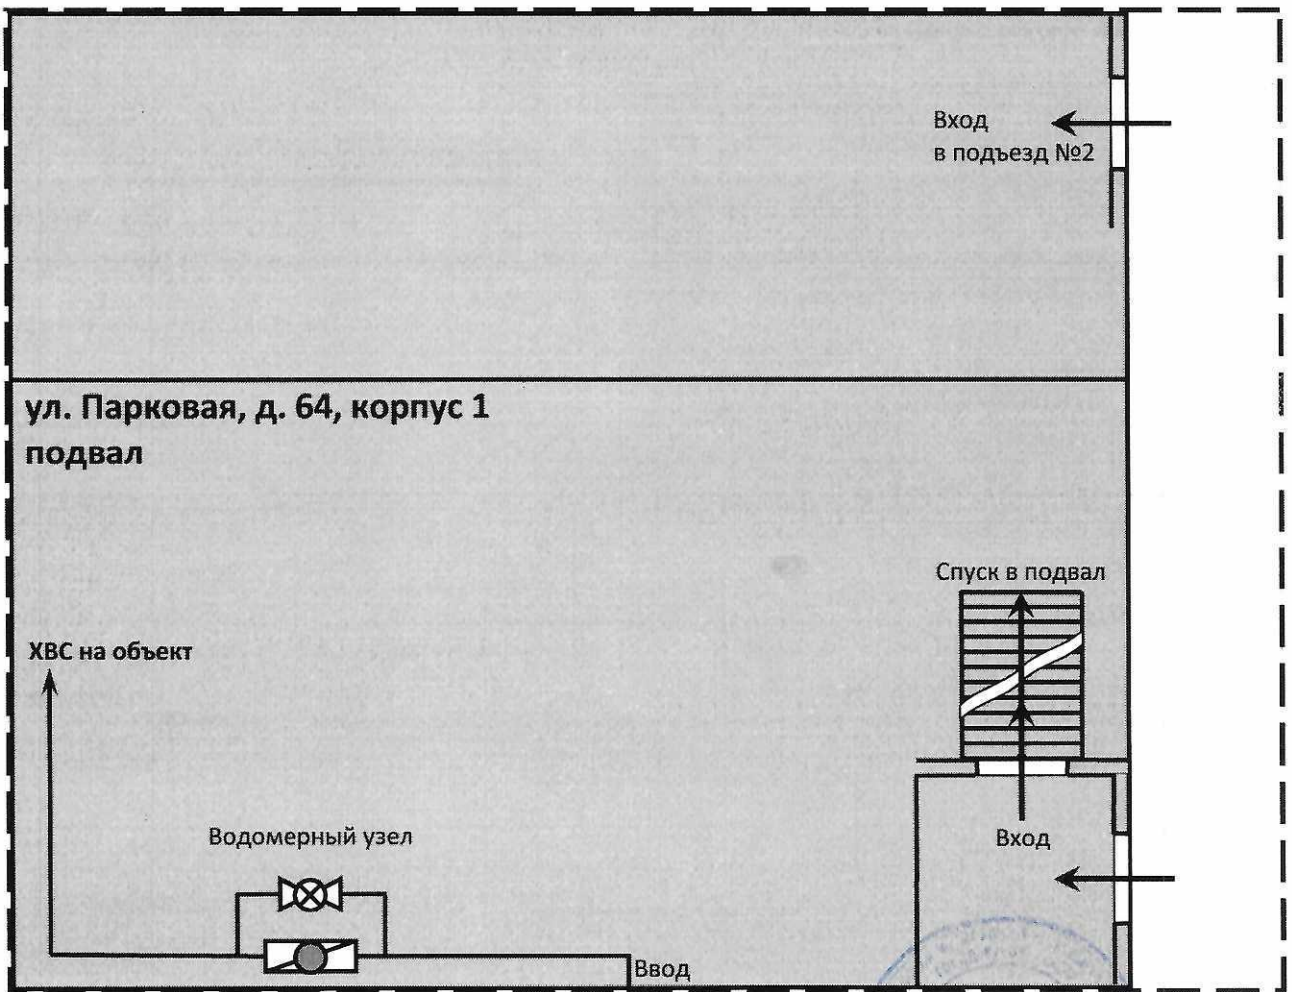 Вход
в подъезд №2
ул. Парковая, д. 64, корпус 1
подвал
Спуск в подвал
ХВС на объект
Водомерный узел
Вход
Ввод